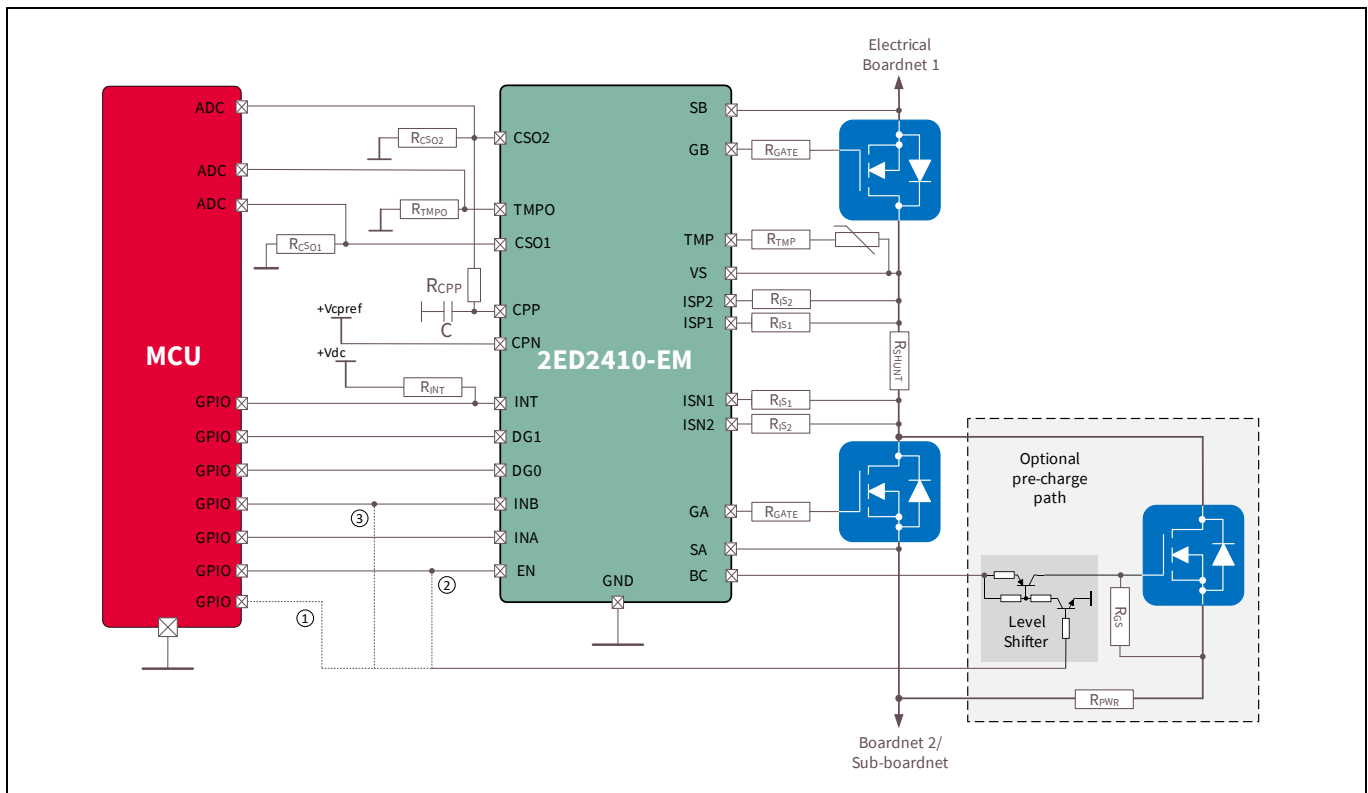 Electrical
Boardnet 1
ADC
ADC
ADC
MCU
GPIO
GPIO
GPIO
GPIO
GPIO
GPIO
GPIO
RCSO2
RTMPO
RCSO1
RCPP
C
+Vcpref
+Vdc
RINT
③
②
①
CSO2
TMPO
CSO1
CPP
CPN
2ED2410-EM
INT
DG1
DG0
INB
INA
EN
GND
SB
GB
TMP
VS
ISP2
ISP1
ISN1
ISN2
GA
SA
BC
RGATE
RTMP
RIS2
RIS1
RSHUNT
RIS1
RIS2
RGATE
Optional
pre-charge
path
Level
Shifter
RGS
RPWR
Boardnet 2/
Sub-boardnet